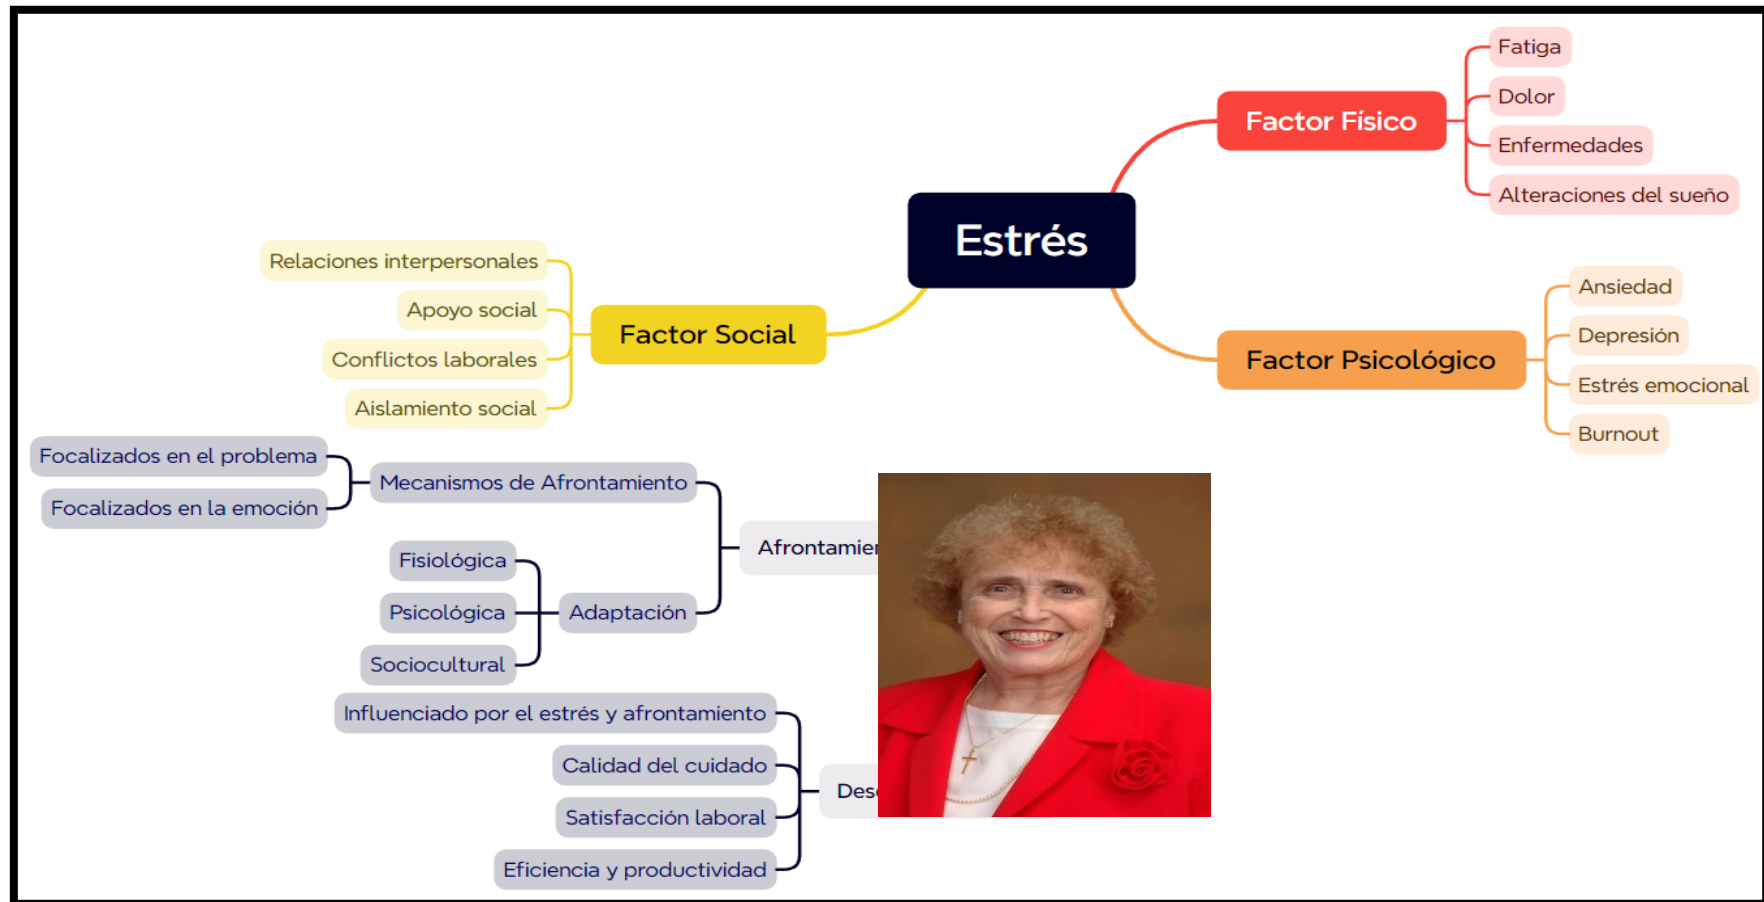 Estrés
Factor Físico
Fatiga
Dolor
Enfermedades
Alteraciones del sueño
Factor Psicológico
Ansiedad
Depresión
Estrés emocional
Burnout
Factor Social
Relaciones interpersonales
Apoyo social
Conflictos laborales
Aislamiento social
Mecanismos de Afrontamiento
Focalizados en el problema
Focalizados en la emoción
Adaptación
Fisiológica
Psicológica
Sociocultural
Influenciado por el estrés y afrontamiento
Calidad del cuidado
Satisfacción laboral
Eficiencia y productividad